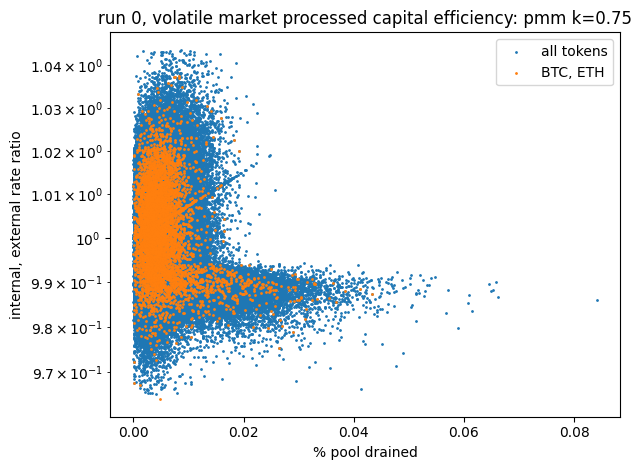 run 0, volatile market processed capital efficiency: pmm k=0.75
all tokens
BTC, ETH
internal, external rate ratio
1.04 × 10⁰
1.03 × 10⁰
1.02 × 10⁰
1.01 × 10⁰
10⁰
9.9 × 10⁻¹
9.8 × 10⁻¹
9.7 × 10⁻¹
0.00 0.02 0.04 0.06 0.08
% pool drained